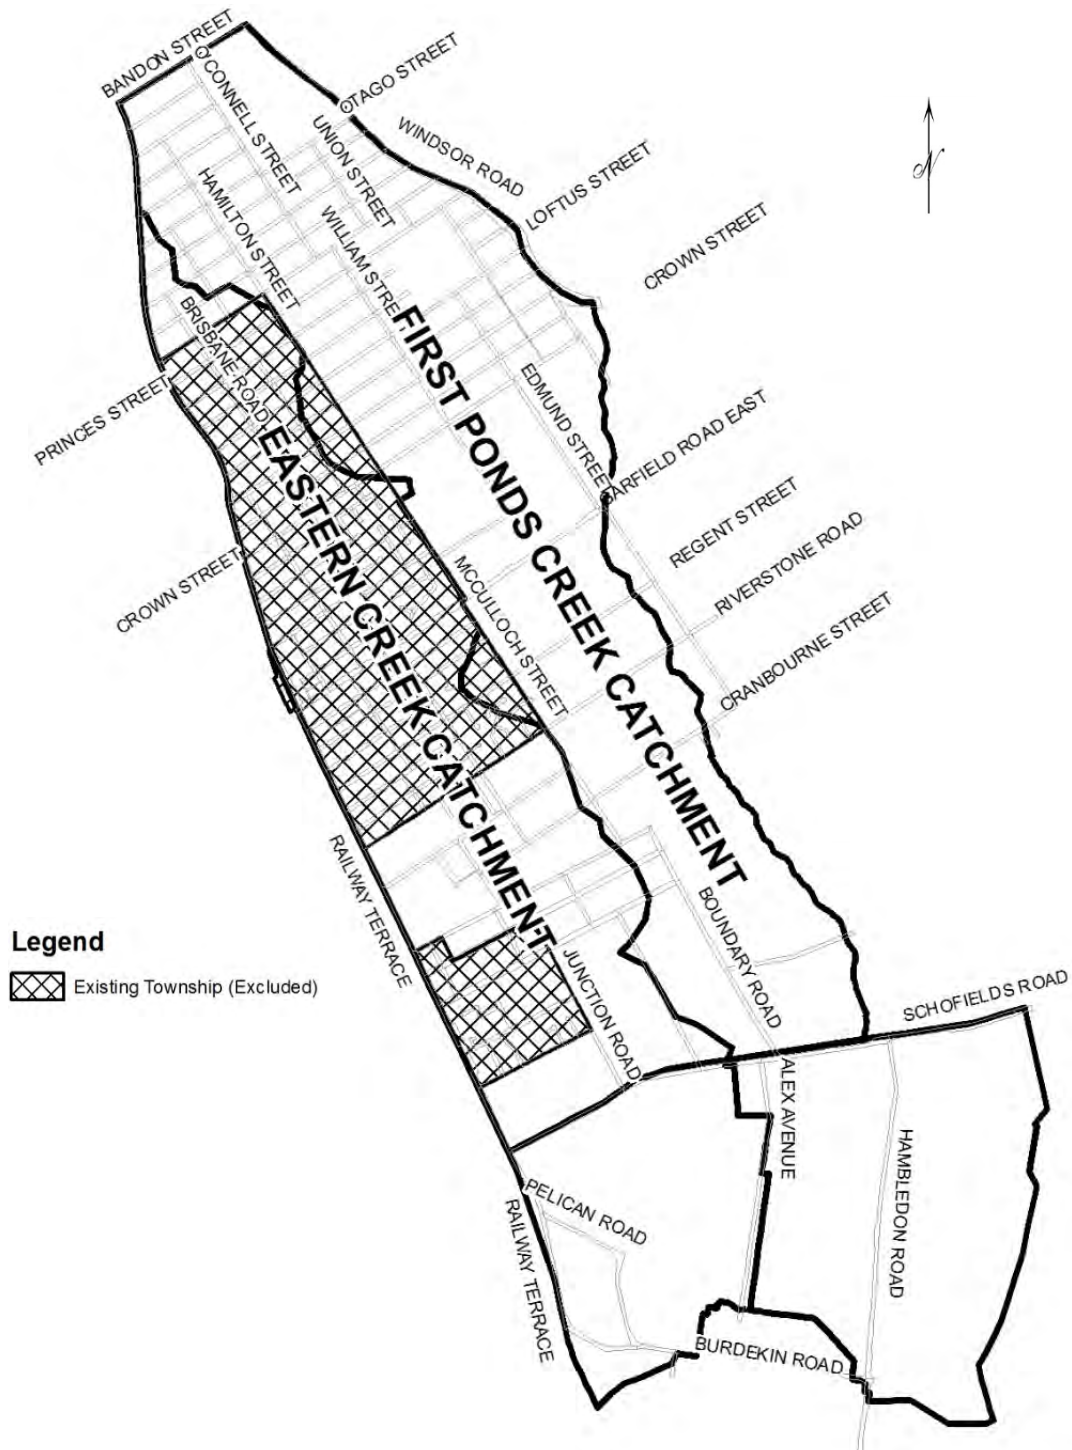 BANDON STREET
O'CONNELL STREET
OTAGO STREET
UNION STREET
WINDSOR ROAD
LOFTUS STREET
HAMILTON STREET
WILLIAM STREET
CROWN STREET
BRISBANE ROAD
FIRST PONDS CREEK CATCHMENT
EDMUND STREET
PRINCES STREET
GARFIELD ROAD EAST
EASTERN CREEK CATCHMENT
REGENT STREET
RIVERSTONE ROAD
CROWN STREET
MCCULLOCH STREET
CRANBOURNE STREET
RAILWAY TERRACE
BOUNDARY ROAD
Legend
Existing Township (Excluded)
JUNCTION ROAD
SCHOFIELDS ROAD
ALEX AVENUE
HAMBLEDON ROAD
PELICAN ROAD
RAILWAY TERRACE
BURDEKIN ROAD
N